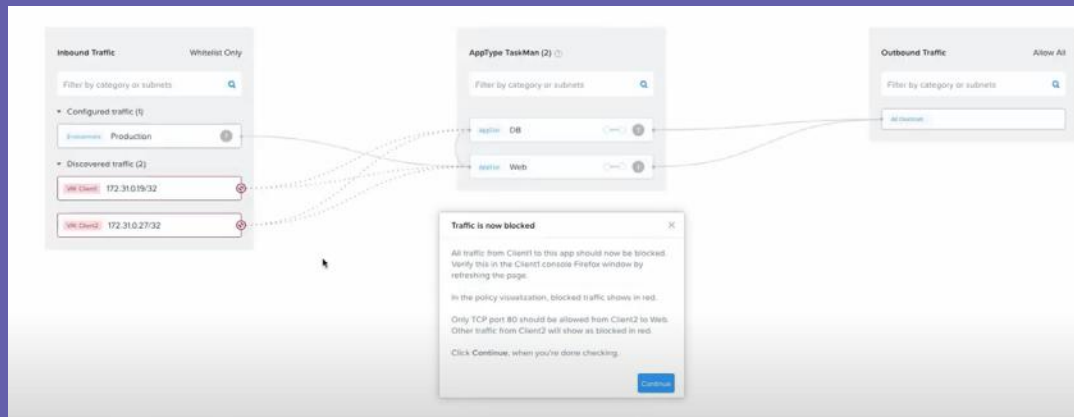 Inbound Traffic Whitelist Only
Filter by category or subnets
Configured traffic (1)
Environment Production
Discovered traffic (2)
VM Client1 172.31.0.19/32
VM Client2 172.31.0.27/32
AppType TaskMan (2)
Filter by category or subnets
AppTier DB
AppTier Web
Outbound Traffic Allow All
Filter by category or subnets
Traffic is now blocked
All traffic from Client1 to this app should now be blocked.
Verify this in the Client1 console Firefox window by
refreshing the page.
In the policy visualization, blocked traffic shows in red.
Only TCP port 80 should be allowed from Client2 to Web.
Other traffic from Client2 will show as blocked in red.
Click Continue, when you're done checking.
Continue